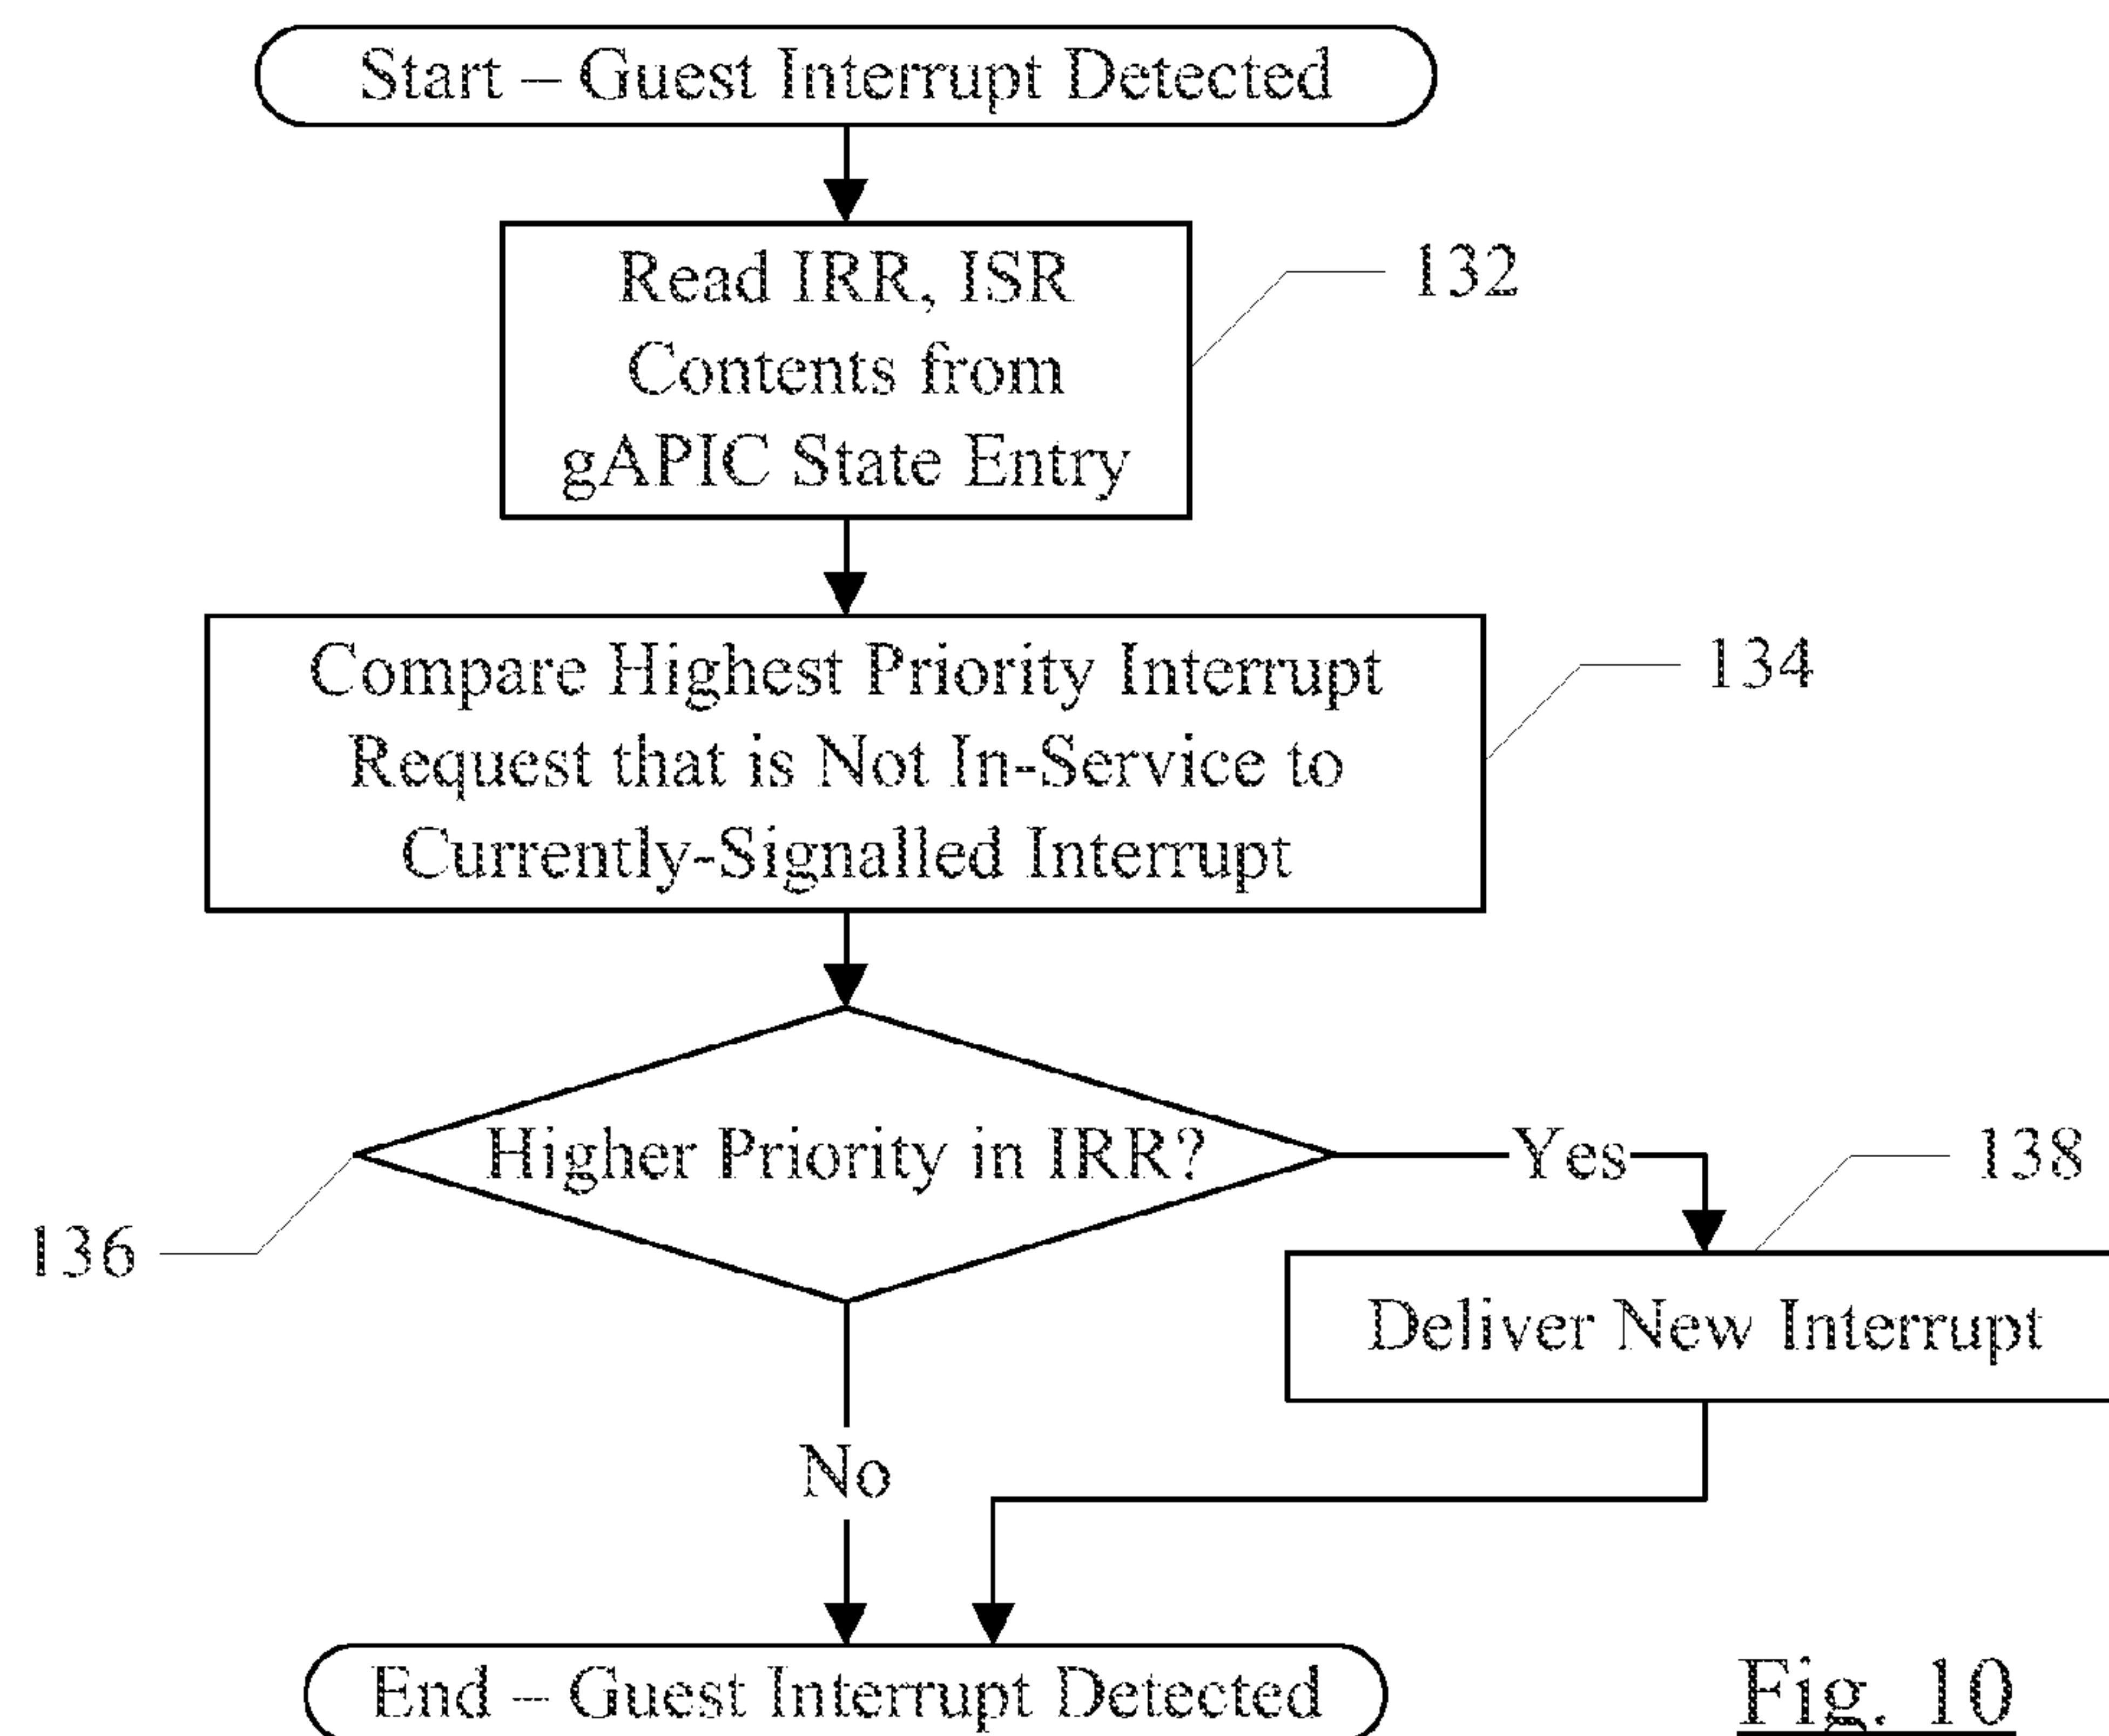 Start – Guest Interrupt Detected
Read IRR, ISR
Contents from
gAPIC State Entry
132
Compare Highest Priority Interrupt
Request that is Not In-Service to
Currently-Signalled Interrupt
134
Higher Priority in IRR?
136
Yes
138
Deliver New Interrupt
No
End – Guest Interrupt Detected
Fig. 10